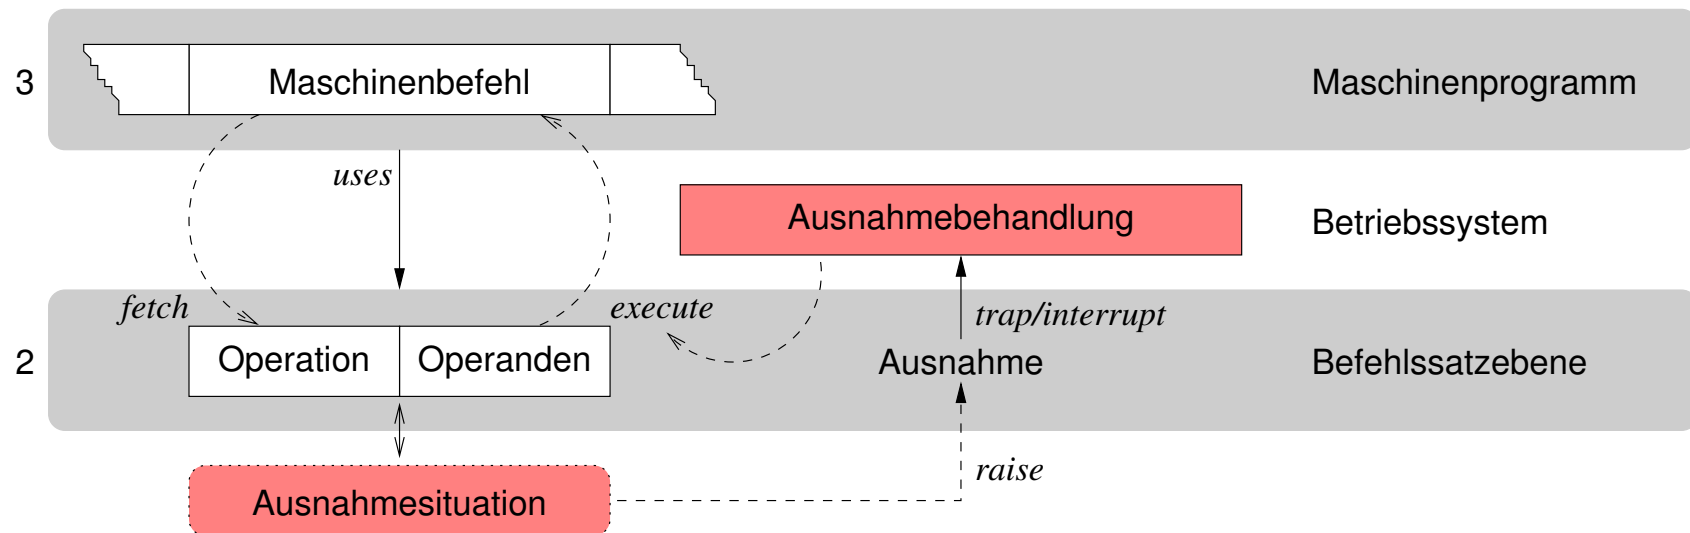 3
Maschinenbefehl
Maschinenprogramm
uses
Ausnahmebehandlung
Betriebssystem
fetch
execute
trap/interrupt
2
Operation
Operanden
Ausnahme
Befehlssatzebene
raise
Ausnahmesituation